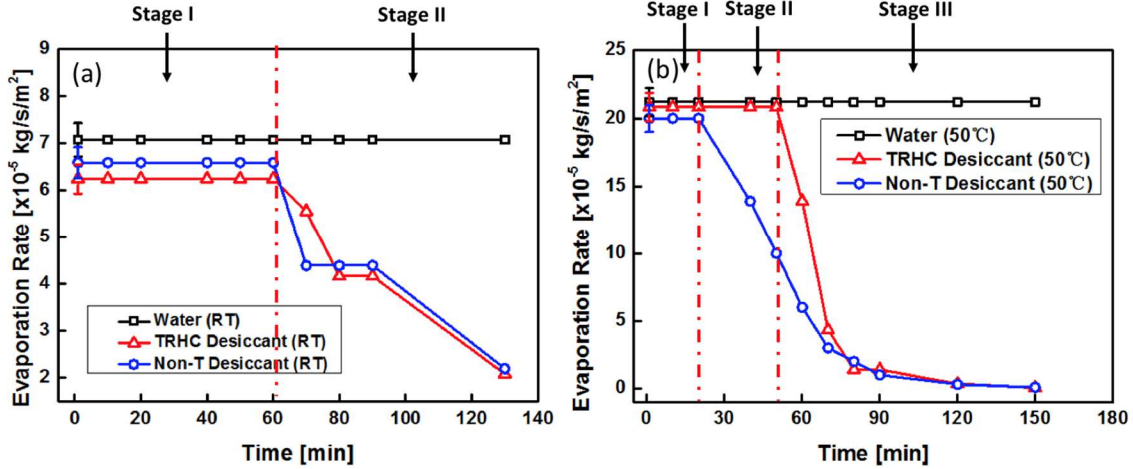 Stage I
Stage II
(a)
Evaporation Rate [x10⁻⁵ kg/s/m²]
9
8
7
6
5
4
3
2
Water (RT)
TRHC Desiccant (RT)
Non-T Desiccant (RT)
0 20 40 60 80 100 120 140
Time [min]
Stage I
Stage II
Stage III
(b)
Evaporation Rate [x10⁻⁵ kg/s/m²]
25
20
15
10
5
0
Water (50℃)
TRHC Desiccant (50℃)
Non-T Desiccant (50℃)
0 30 60 90 120 150 180
Time [min]